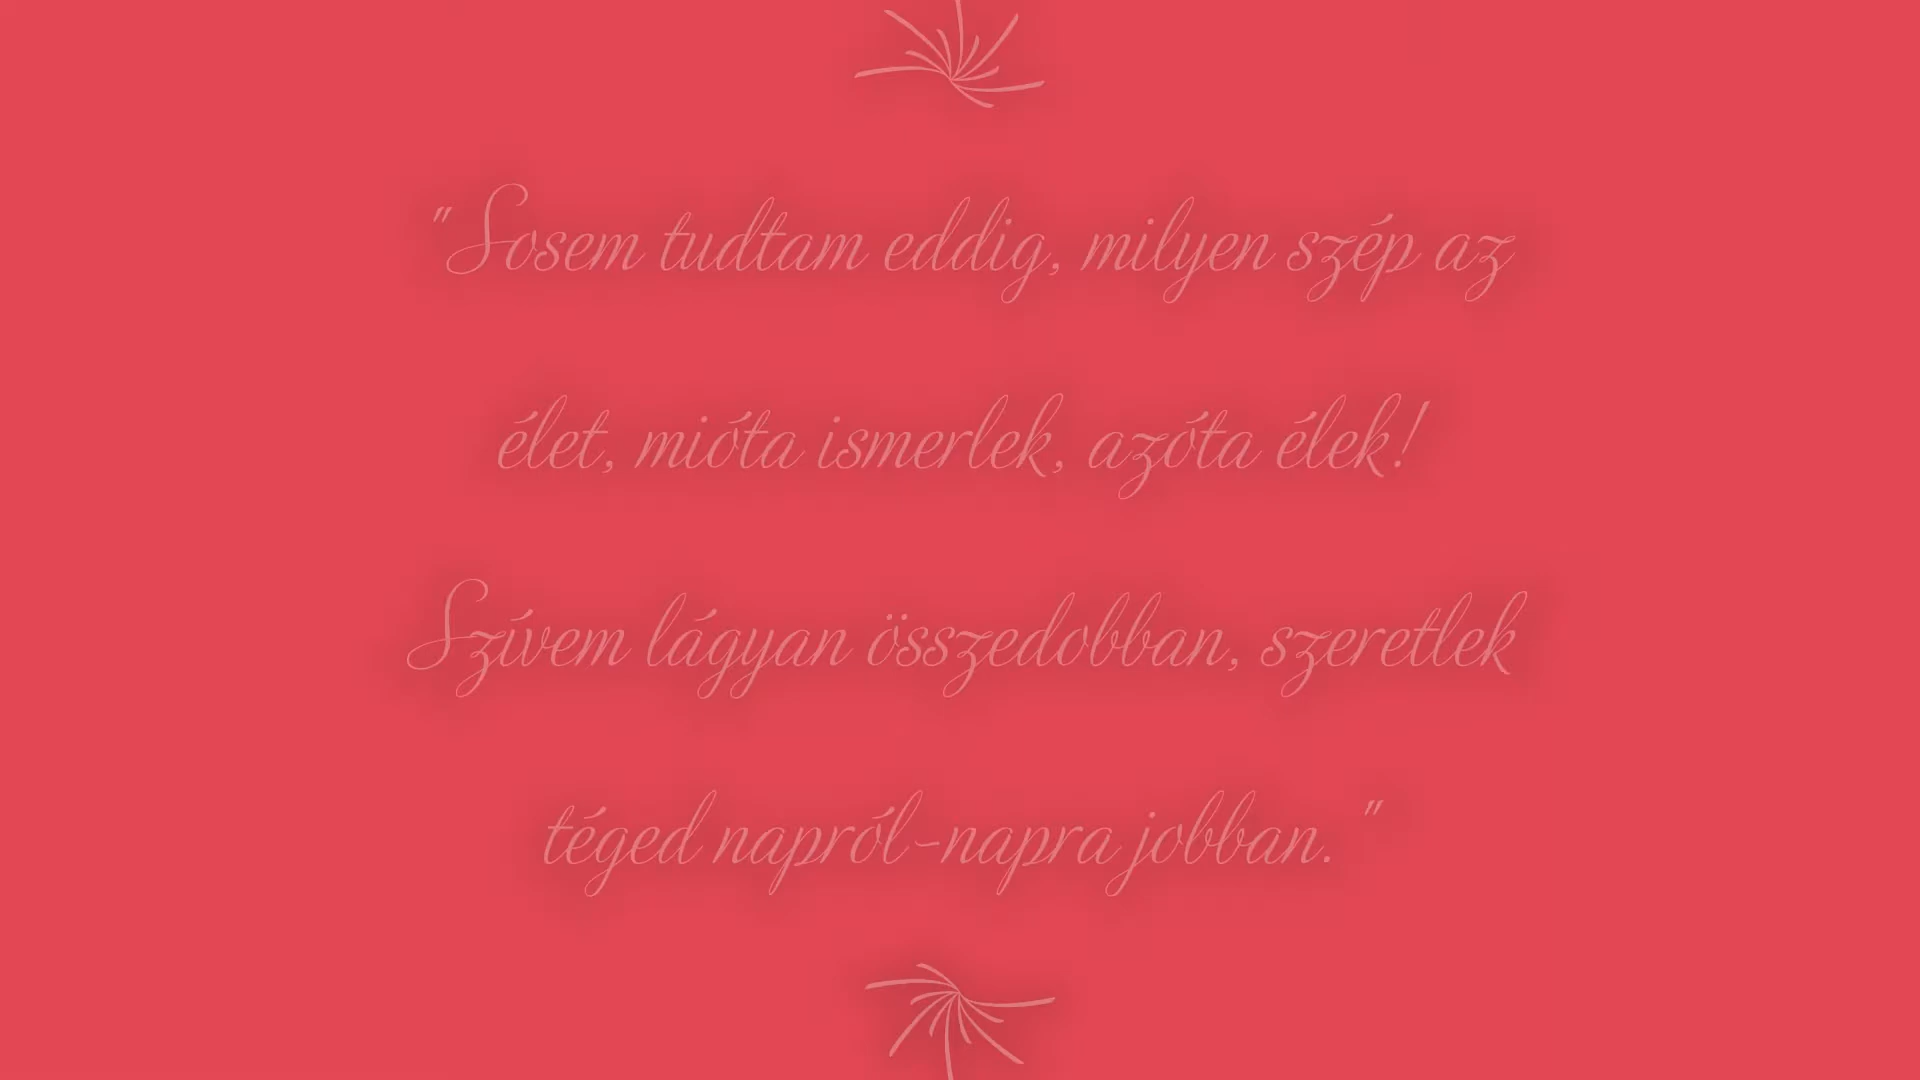 "Sosem tudtam eddig, milyen szép az
élet, mióta ismerlek, azóta élek!
Szívem lágyan összedobban, szeretlek
téged napról-napra jobban. "